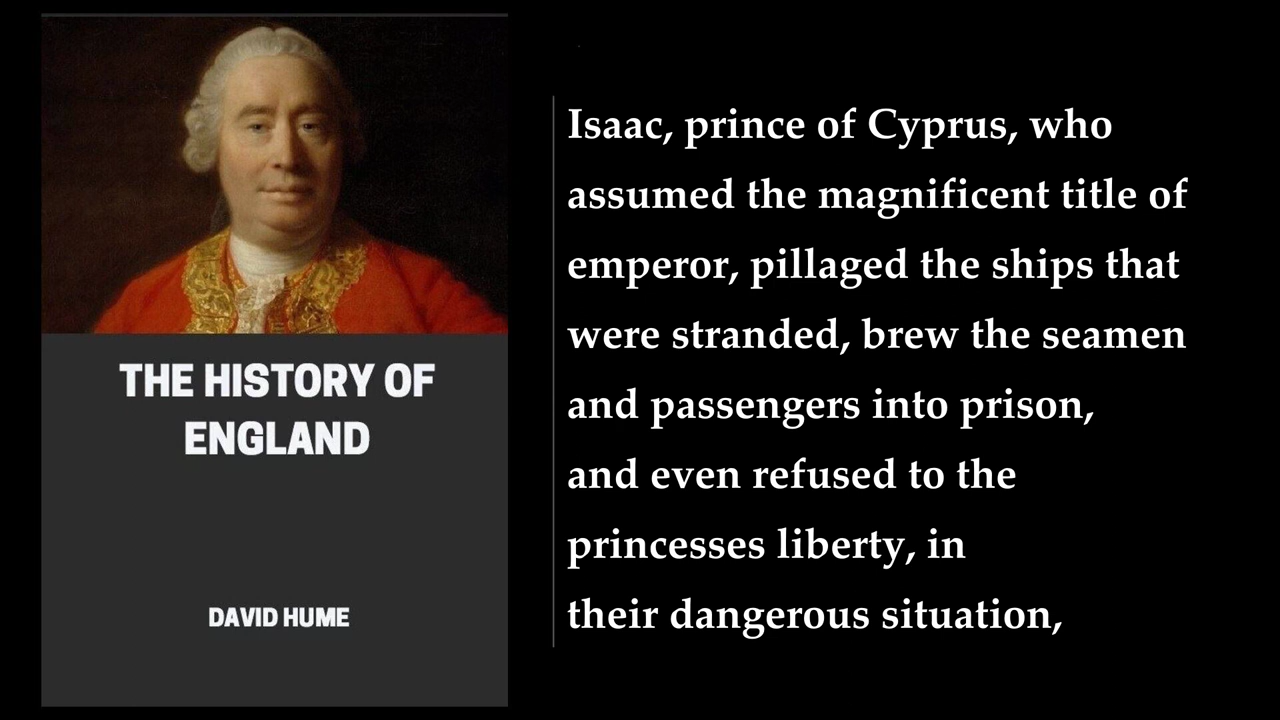 THE HISTORY OF
ENGLAND
DAVID HUME
Isaac, prince of Cyprus, who
assumed the magnificent title of
emperor, pillaged the ships that
were stranded, brew the seamen
and passengers into prison,
and even refused to the
princesses liberty, in
their dangerous situation,